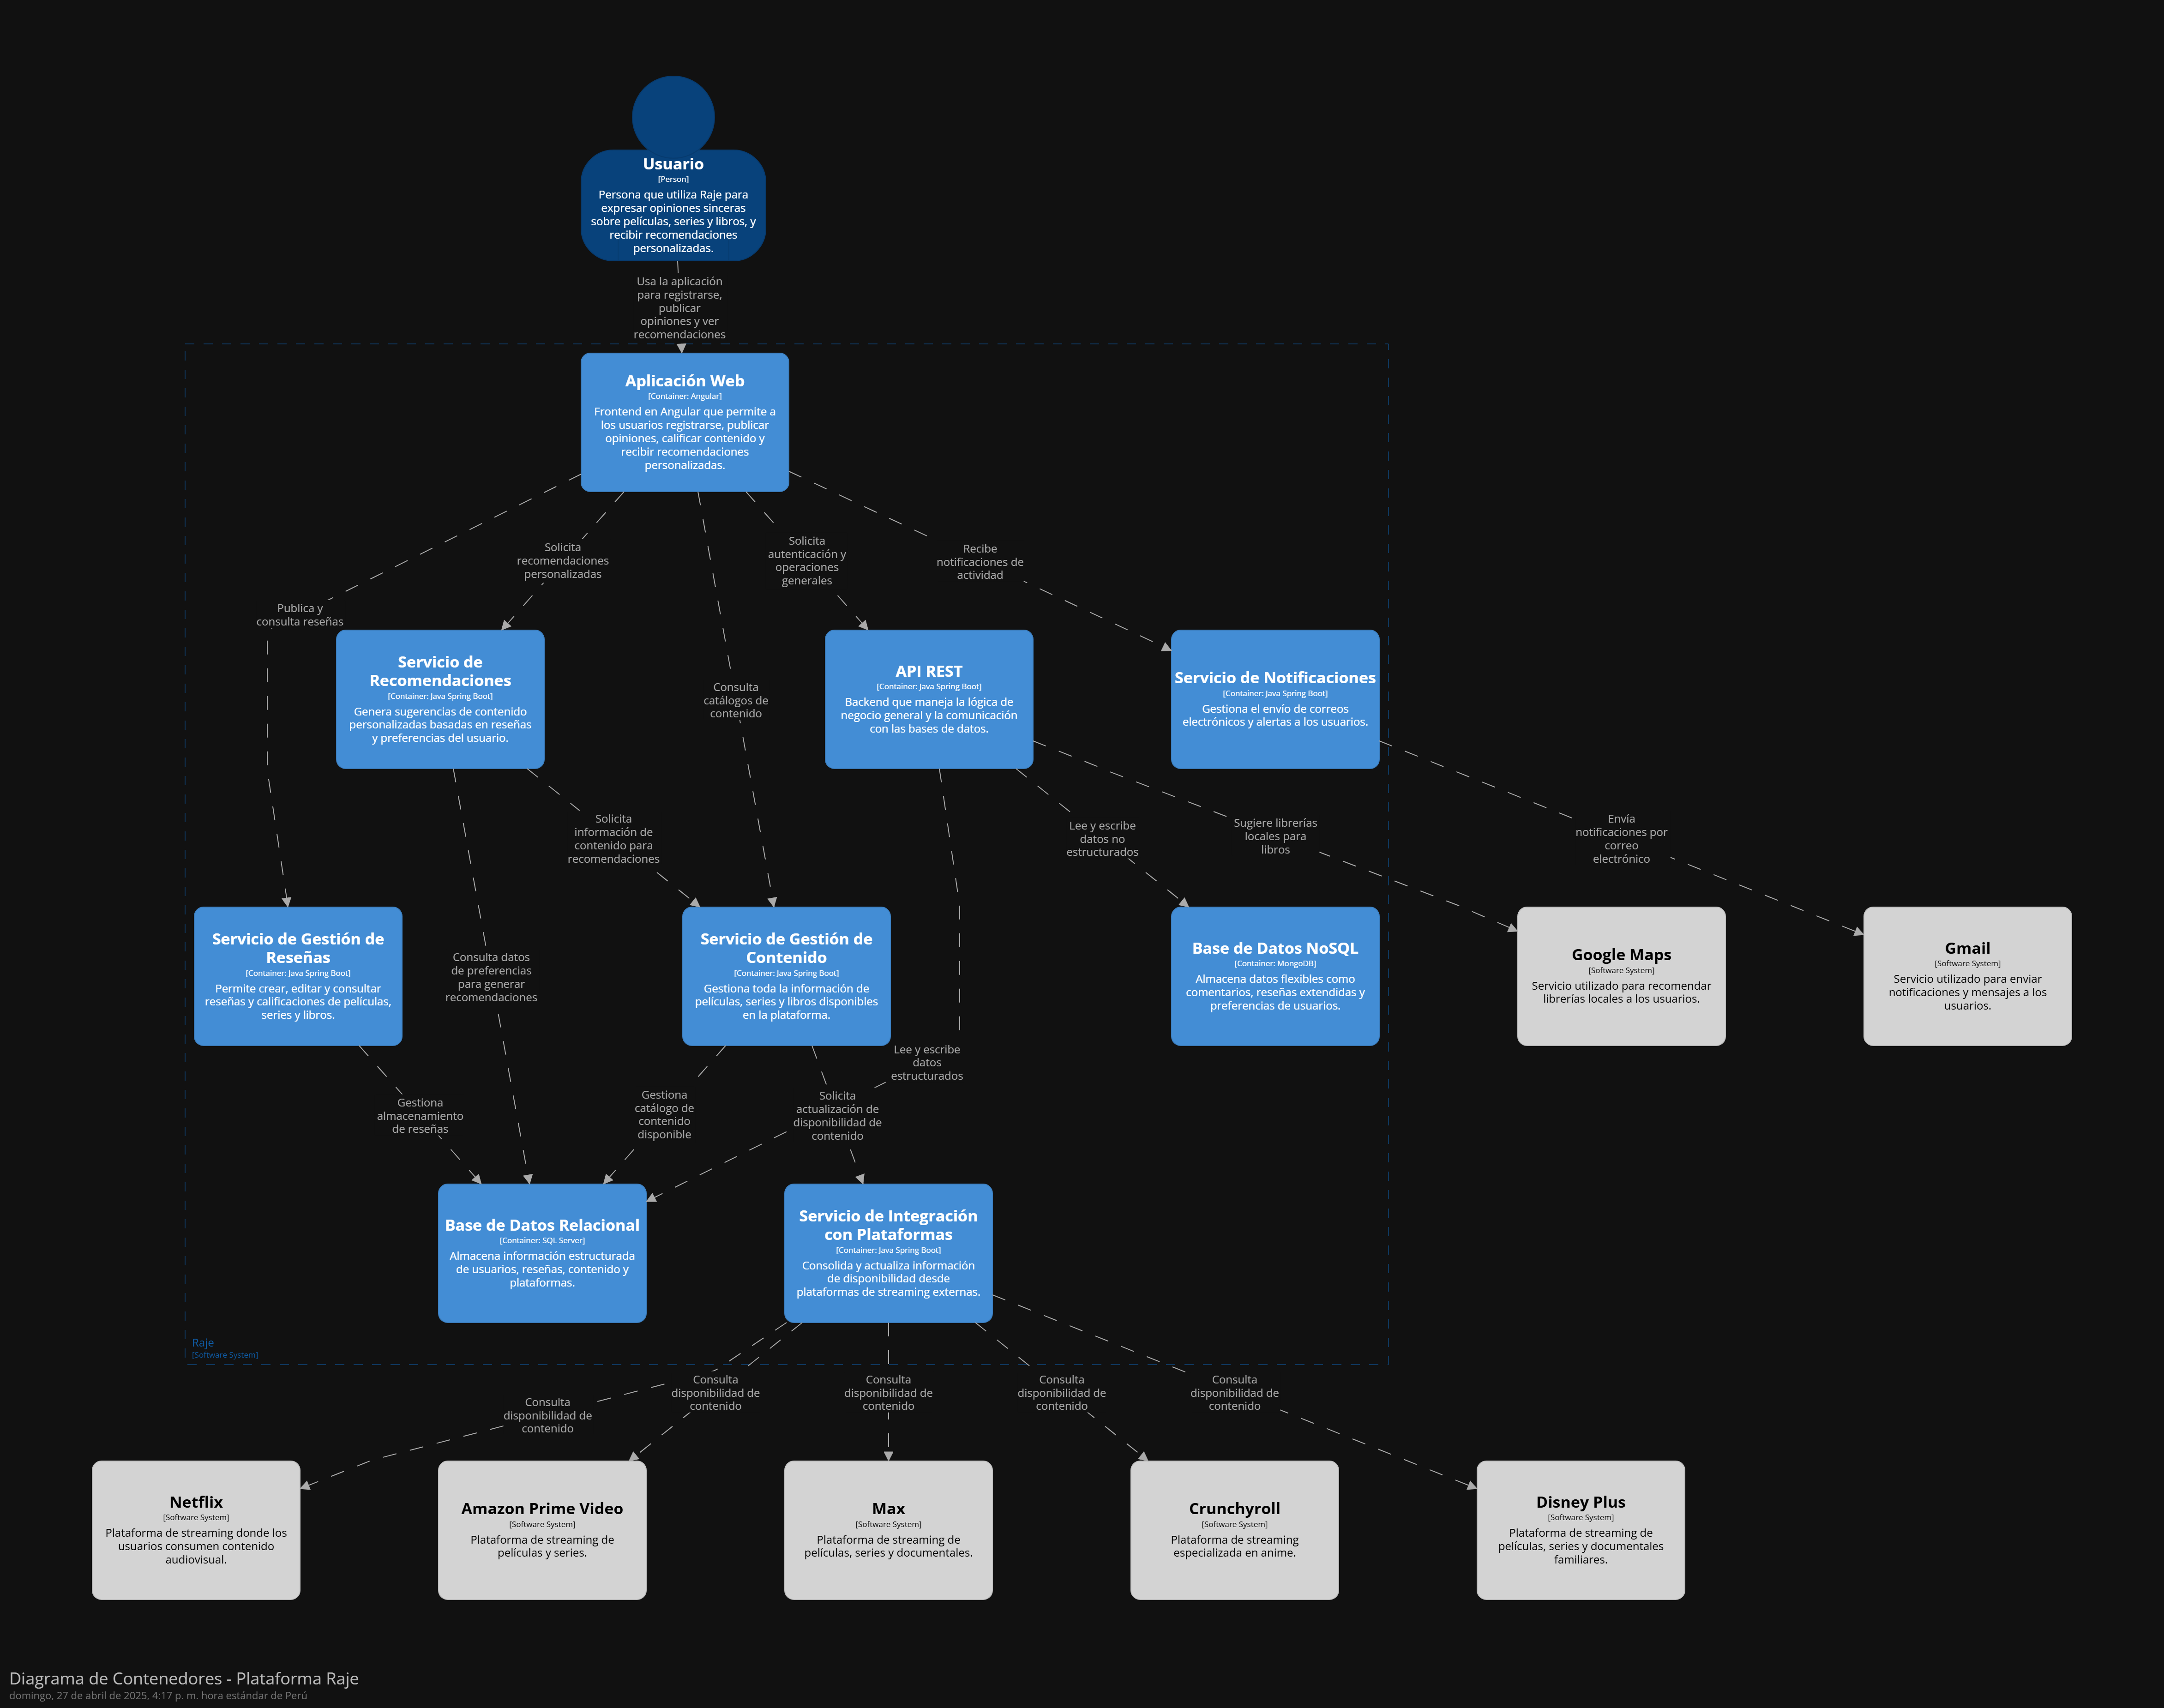 Usuario
[Person]
Persona que utiliza Raje para
expresar opiniones sinceras
sobre películas, series y libros, y
recibir recomendaciones
personalizadas.
Usa la aplicación
para registrarse,
publicar
opiniones y ver
recomendaciones
Aplicación Web
[Container: Angular]
Frontend en Angular que permite a
los usuarios registrarse, publicar
opiniones, calificar contenido y
recibir recomendaciones
personalizadas.
Publica y
consulta reseñas
Solicita
recomendaciones
personalizadas
Consulta
catálogos de
contenido
Solicita
autenticación y
operaciones
generales
Recibe
notificaciones de
actividad
Servicio de
Recomendaciones
[Container: Java Spring Boot]
Genera sugerencias de contenido
personalizadas basadas en reseñas
y preferencias del usuario.
API REST
[Container: Java Spring Boot]
Backend que maneja la lógica de
negocio general y la comunicación
con las bases de datos.
Servicio de Notificaciones
[Container: Java Spring Boot]
Gestiona el envío de correos
electrónicos y alertas a los usuarios.
Solicita
información de
contenido para
recomendaciones
Lee y escribe
datos no
estructurados
Sugiere librerías
locales para
libros
Envía
notificaciones por
correo
electrónico
Servicio de Gestión de
Reseñas
[Container: Java Spring Boot]
Permite crear, editar y consultar
reseñas y calificaciones de películas,
series y libros.
Consulta datos
de preferencias
para generar
recomendaciones
Servicio de Gestión de
Contenido
[Container: Java Spring Boot]
Gestiona toda la información de
películas, series y libros disponibles
en la plataforma.
Base de Datos NoSQL
[Container: MongoDB]
Almacena datos flexibles como
comentarios, reseñas extendidas y
preferencias de usuarios.
Google Maps
[Software System]
Servicio utilizado para recomendar
librerías locales a los usuarios.
Gmail
[Software System]
Servicio utilizado para enviar
notificaciones y mensajes a los
usuarios.
Lee y escribe
datos
estructurados
Gestiona
almacenamiento
de reseñas
Gestiona
catálogo de
contenido
disponible
Solicita
actualización de
disponibilidad de
contenido
Base de Datos Relacional
[Container: SQL Server]
Almacena información estructurada
de usuarios, reseñas, contenido y
plataformas.
Servicio de Integración
con Plataformas
[Container: Java Spring Boot]
Consolida y actualiza información
de disponibilidad desde
plataformas de streaming externas.
Raje
[Software System]
Consulta
disponibilidad de
contenido
Consulta
disponibilidad de
contenido
Consulta
disponibilidad de
contenido
Consulta
disponibilidad de
contenido
Consulta
disponibilidad de
contenido
Netflix
[Software System]
Plataforma de streaming donde los
usuarios consumen contenido
audiovisual.
Amazon Prime Video
[Software System]
Plataforma de streaming de
películas y series.
Max
[Software System]
Plataforma de streaming de
películas, series y documentales.
Crunchyroll
[Software System]
Plataforma de streaming
especializada en anime.
Disney Plus
[Software System]
Plataforma de streaming de
películas, series y documentales
familiares.
Diagrama de Contenedores - Plataforma Raje
domingo, 27 de abril de 2025, 4:17 p. m. hora estándar de Perú